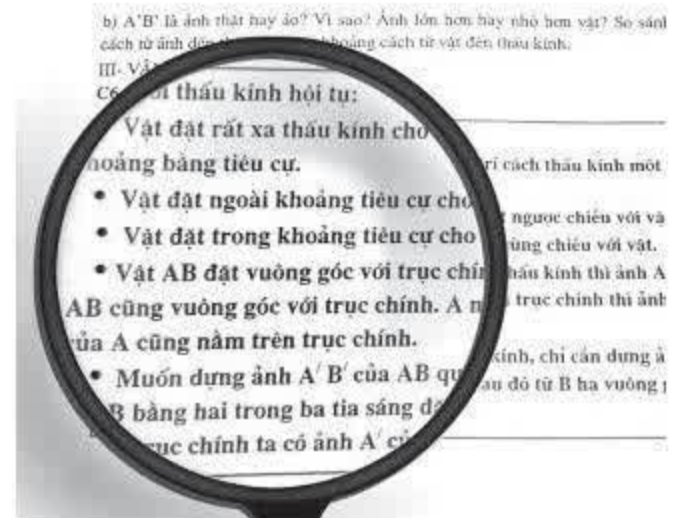 b) A'B' là ảnh thật hay ảo? Vì sao? Ảnh lớn hơn hay nhỏ hơn vật? So sánh
cách từ ảnh đến khoảng cách từ vật đến thấu kính.
III-
C6 thấu kính hội tụ:
Vật đặt rất xa thấu kính cho
khoảng bằng tiêu cự. trí cách thấu kính một
• Vật đặt ngoài khoảng tiêu cự cho ngược chiều với
• Vật đặt trong khoảng tiêu cự cho cùng chiều với vật.
• Vật AB đặt vuông góc với trục chính thấu kính thì ảnh A
AB cũng vuông góc với trục chính. A trục chính thì ảnh
của A cũng nằm trên trục chính.
• Muốn dựng ảnh A' B' của AB kính, chỉ cần dựng
B bằng hai trong ba tia sáng đó từ B hạ vuông
trục chính ta có ảnh A'